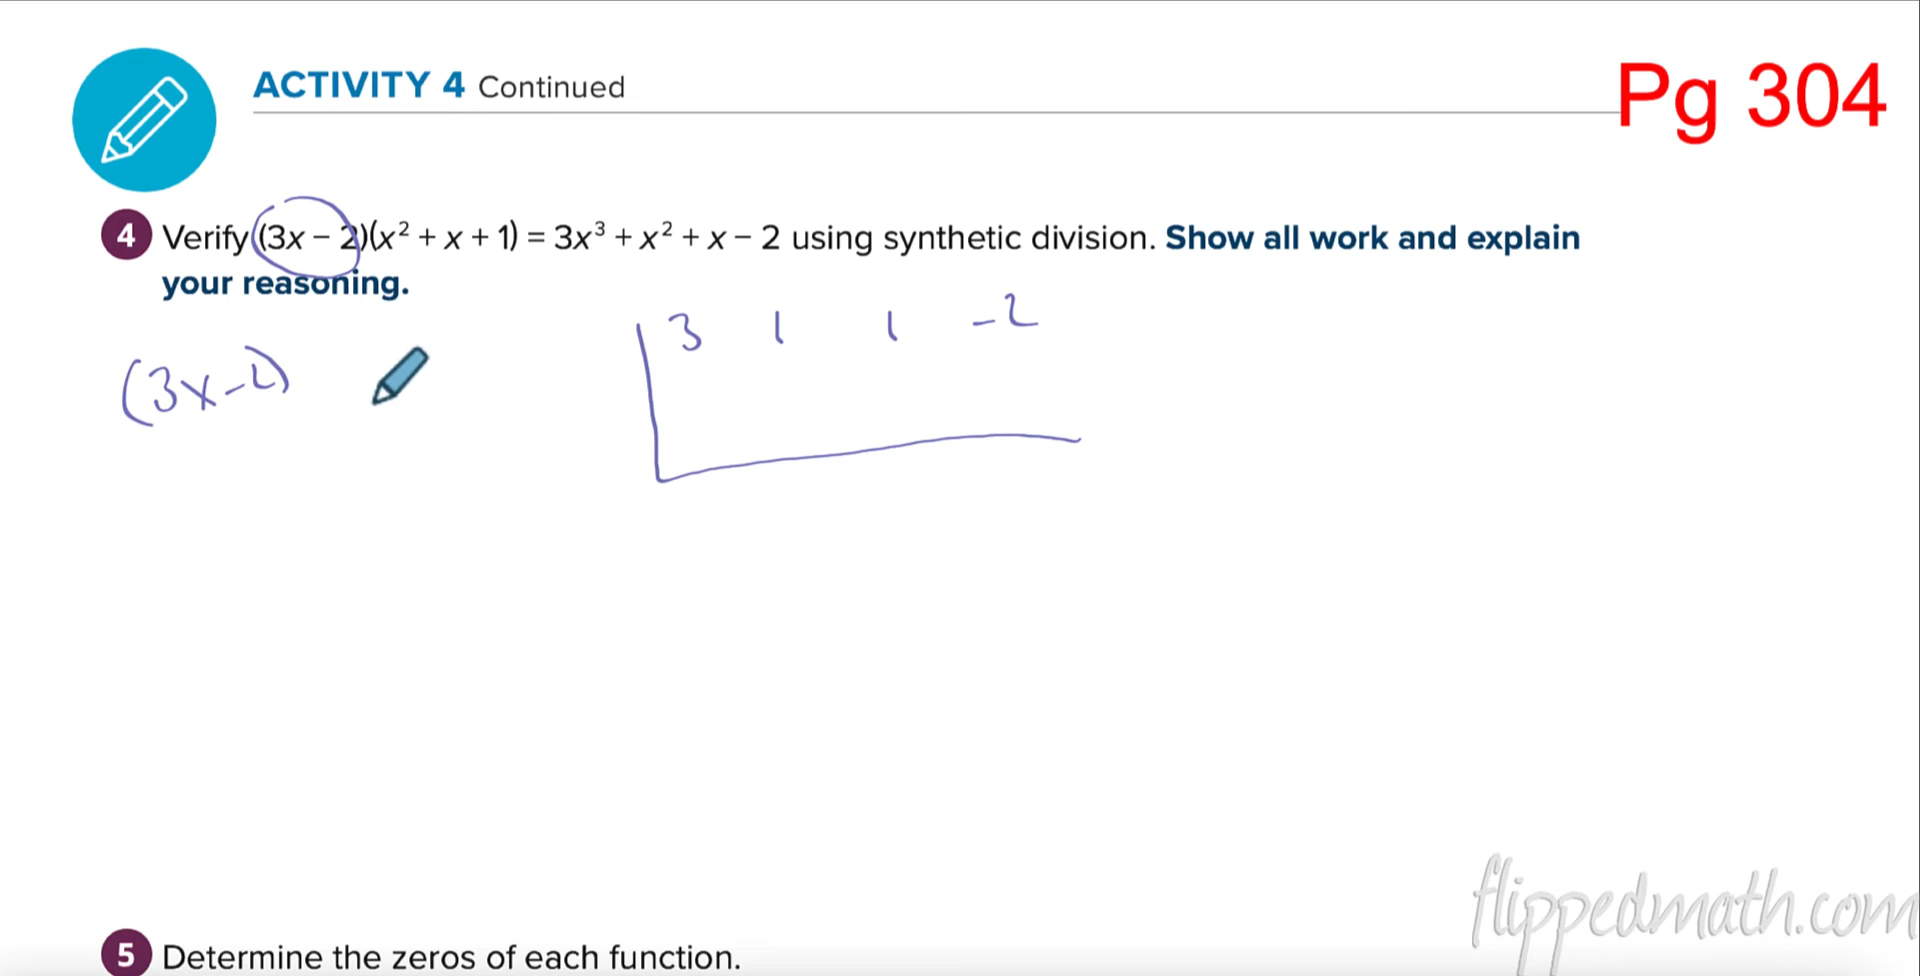 ACTIVITY 4 Continued
Pg 304
4 Verify (3x – 2)(x² + x + 1) = 3x³ + x² + x – 2 using synthetic division. Show all work and explain
your reasoning.
3 1 1 -2
(3x-2)
flippedmath.com
5 Determine the zeros of each function.